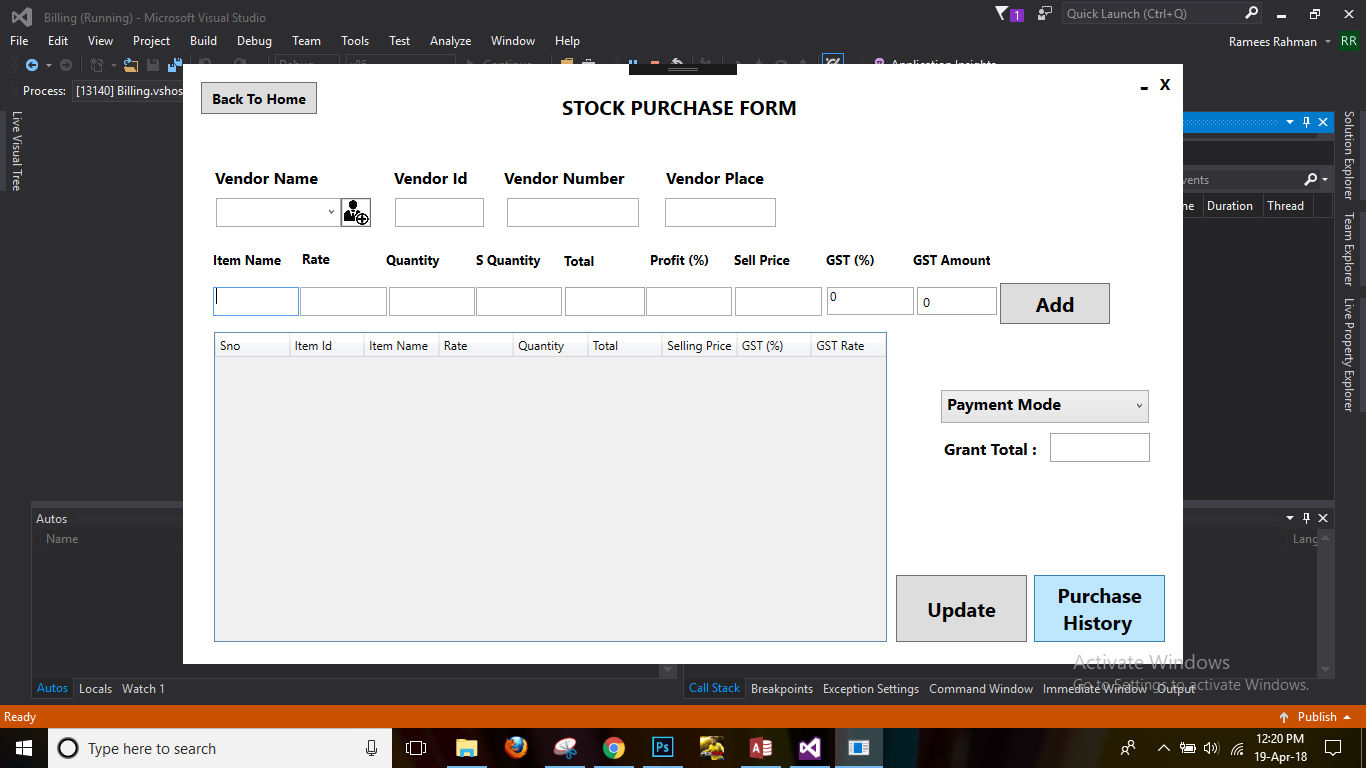 Billing (Running) - Microsoft Visual Studio
1
Quick Launch (Ctrl+Q)
File Edit View Project Build Debug Team Tools Test Analyze Window Help
Ramees Rahman RR
Process: [13140] Billing.vshos
Live Visual Tree
Back To Home
STOCK PURCHASE FORM
X
Vendor Name Vendor Id Vendor Number Vendor Place
Item Name Rate Quantity S Quantity Total Profit (%) Sell Price GST (%) GST Amount
0 0 Add
Sno Item Id Item Name Rate Quantity Total Selling Price GST (%) GST Rate
Payment Mode
Grant Total :
Update
Purchase
History
Duration Thread
Solution Explorer
Team Explorer
Live Property Explorer
Autos
Name
Lang
Autos Locals Watch 1
Call Stack Breakpoints Exception Settings Command Window Immediate Window Output
Activate Windows
Go to Settings to activate Windows.
Ready
Publish
Type here to search
Ps
12:20 PM
19-Apr-18